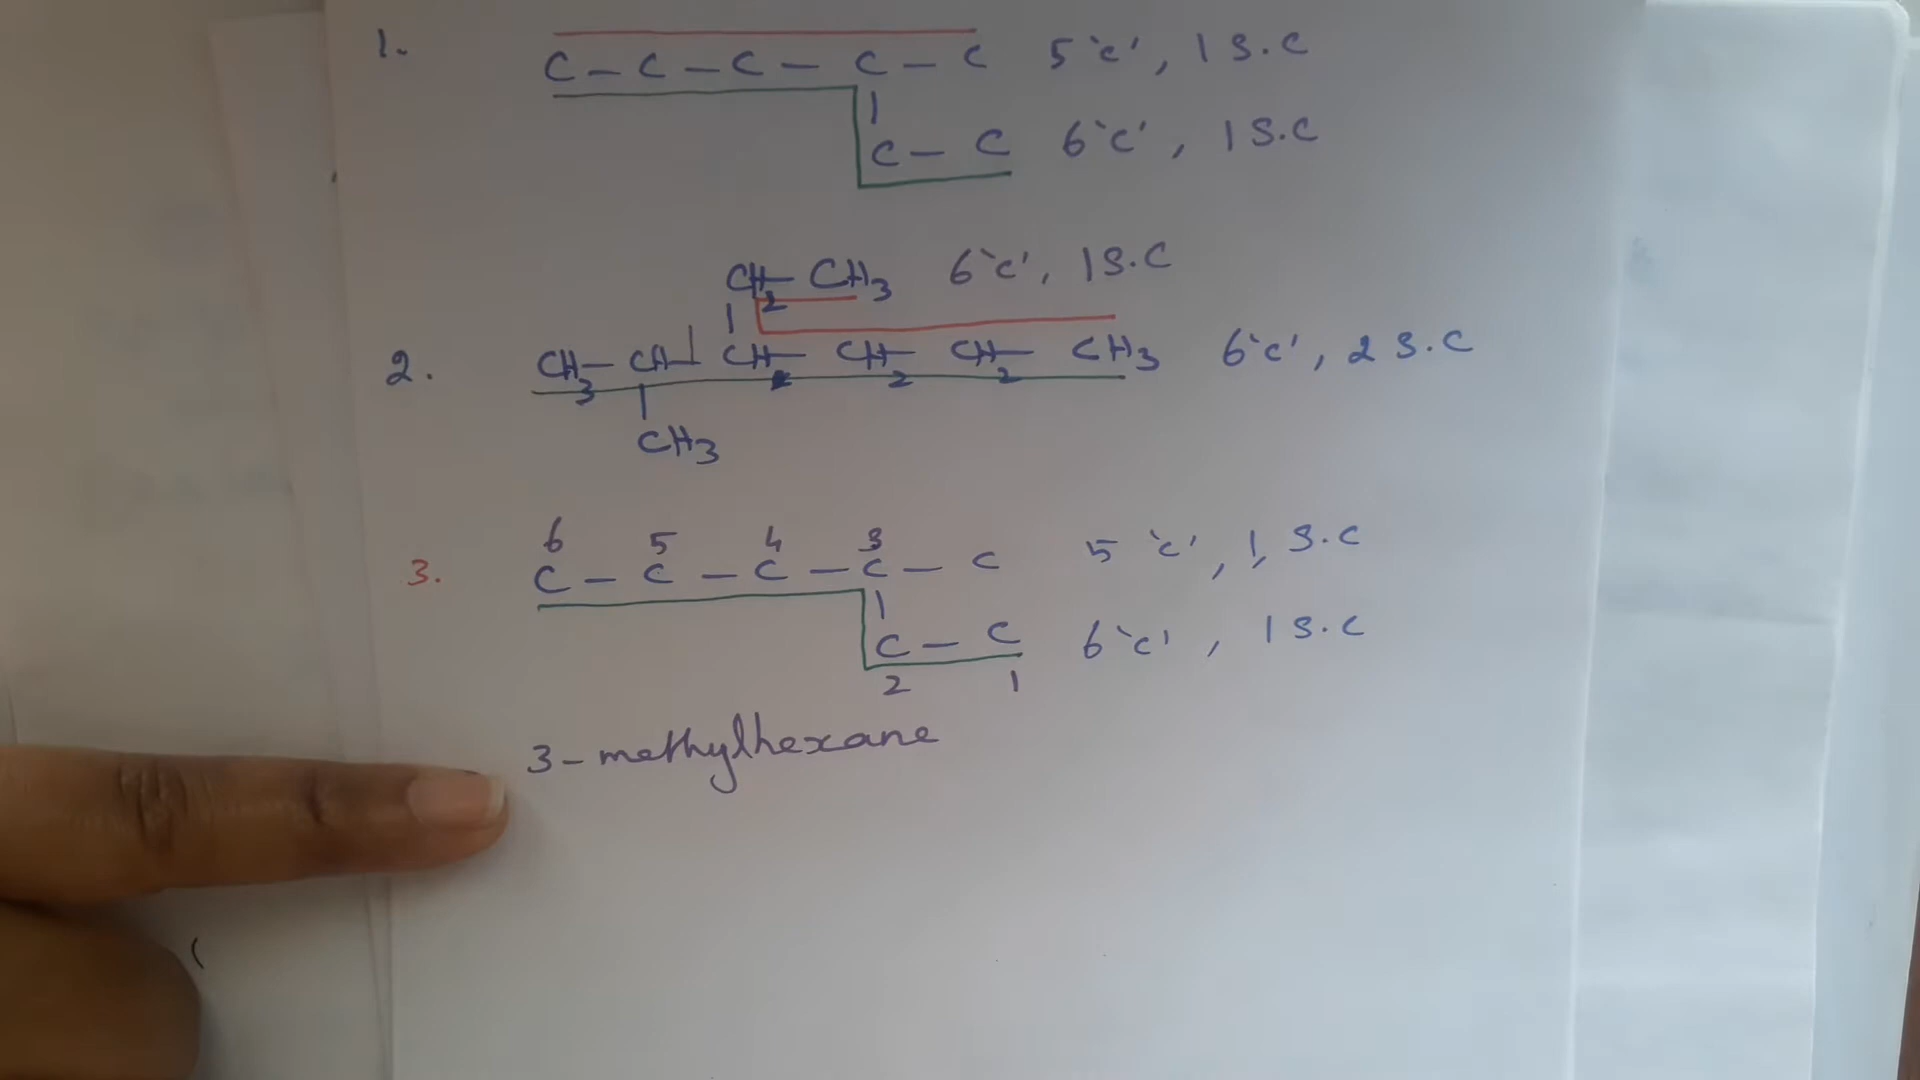 1. C - C - C - C - C 5 'c', 1 S.C
|
C - C 6 'c', 1 S.C
CH2 - CH3 6 'c', 1 S.C
|
2. CH3 - CH - CH - CH2 - CH2 - CH3 6 'c', 2 S.C
|
CH3
6 5 4 3
3. C - C - C - C - C 5 'c', 1 S.C
|
C - C 6 'c', 1 S.C
2 1
3-methylhexane